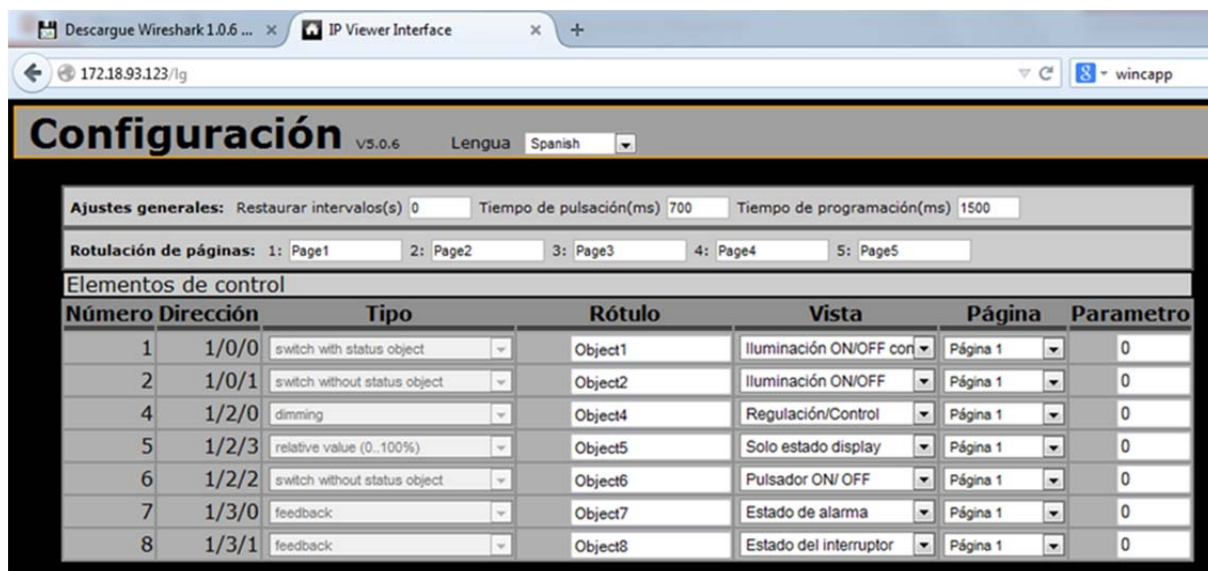 Descargue Wireshark 1.0.6 ... × IP Viewer Interface × +
172.18.93.123/lg 8 wincapp
Configuración V5.0.6 Lengua Spanish
Ajustes generales: Restaurar intervalos(s) 0 Tiempo de pulsación(ms) 700 Tiempo de programación(ms) 1500
Rotulación de páginas: 1: Page1 2: Page2 3: Page3 4: Page4 5: Page5
Elementos de control
Número Dirección Tipo Rótulo Vista Página Parametro
1 1/0/0 switch with status object Object1 Iluminación ON/OFF con Página 1 0
2 1/0/1 switch without status object Object2 Iluminación ON/OFF Página 1 0
4 1/2/0 dimming Object4 Regulación/Control Página 1 0
5 1/2/3 relative value (0..100%) Object5 Solo estado display Página 1 0
6 1/2/2 switch without status object Object6 Pulsador ON/ OFF Página 1 0
7 1/3/0 feedback Object7 Estado de alarma Página 1 0
8 1/3/1 feedback Object8 Estado del interruptor Página 1 0